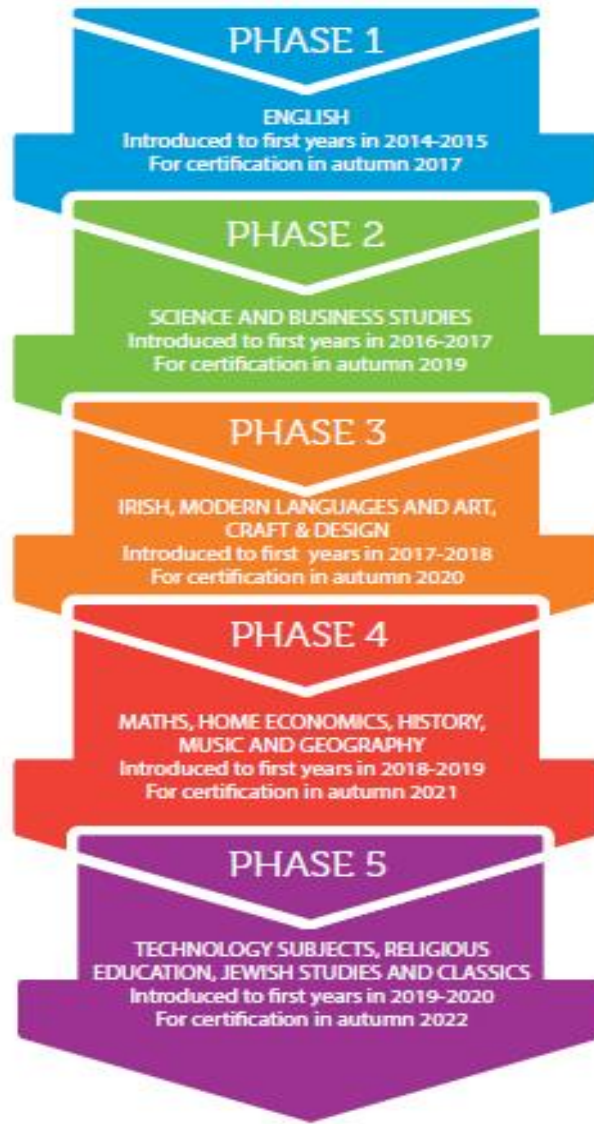 PHASE 1
ENGLISH
Introduced to first years in 2014-2015
For certification in autumn 2017
PHASE 2
SCIENCE AND BUSINESS STUDIES
Introduced to first years in 2016-2017
For certification in autumn 2019
PHASE 3
IRISH, MODERN LANGUAGES AND ART,
CRAFT & DESIGN
Introduced to first years in 2017-2018
For certification in autumn 2020
PHASE 4
MATHS, HOME ECONOMICS, HISTORY,
MUSIC AND GEOGRAPHY
Introduced to first years in 2018-2019
For certification in autumn 2021
PHASE 5
TECHNOLOGY SUBJECTS, RELIGIOUS
EDUCATION, JEWISH STUDIES AND CLASSICS
Introduced to first years in 2019-2020
For certification in autumn 2022